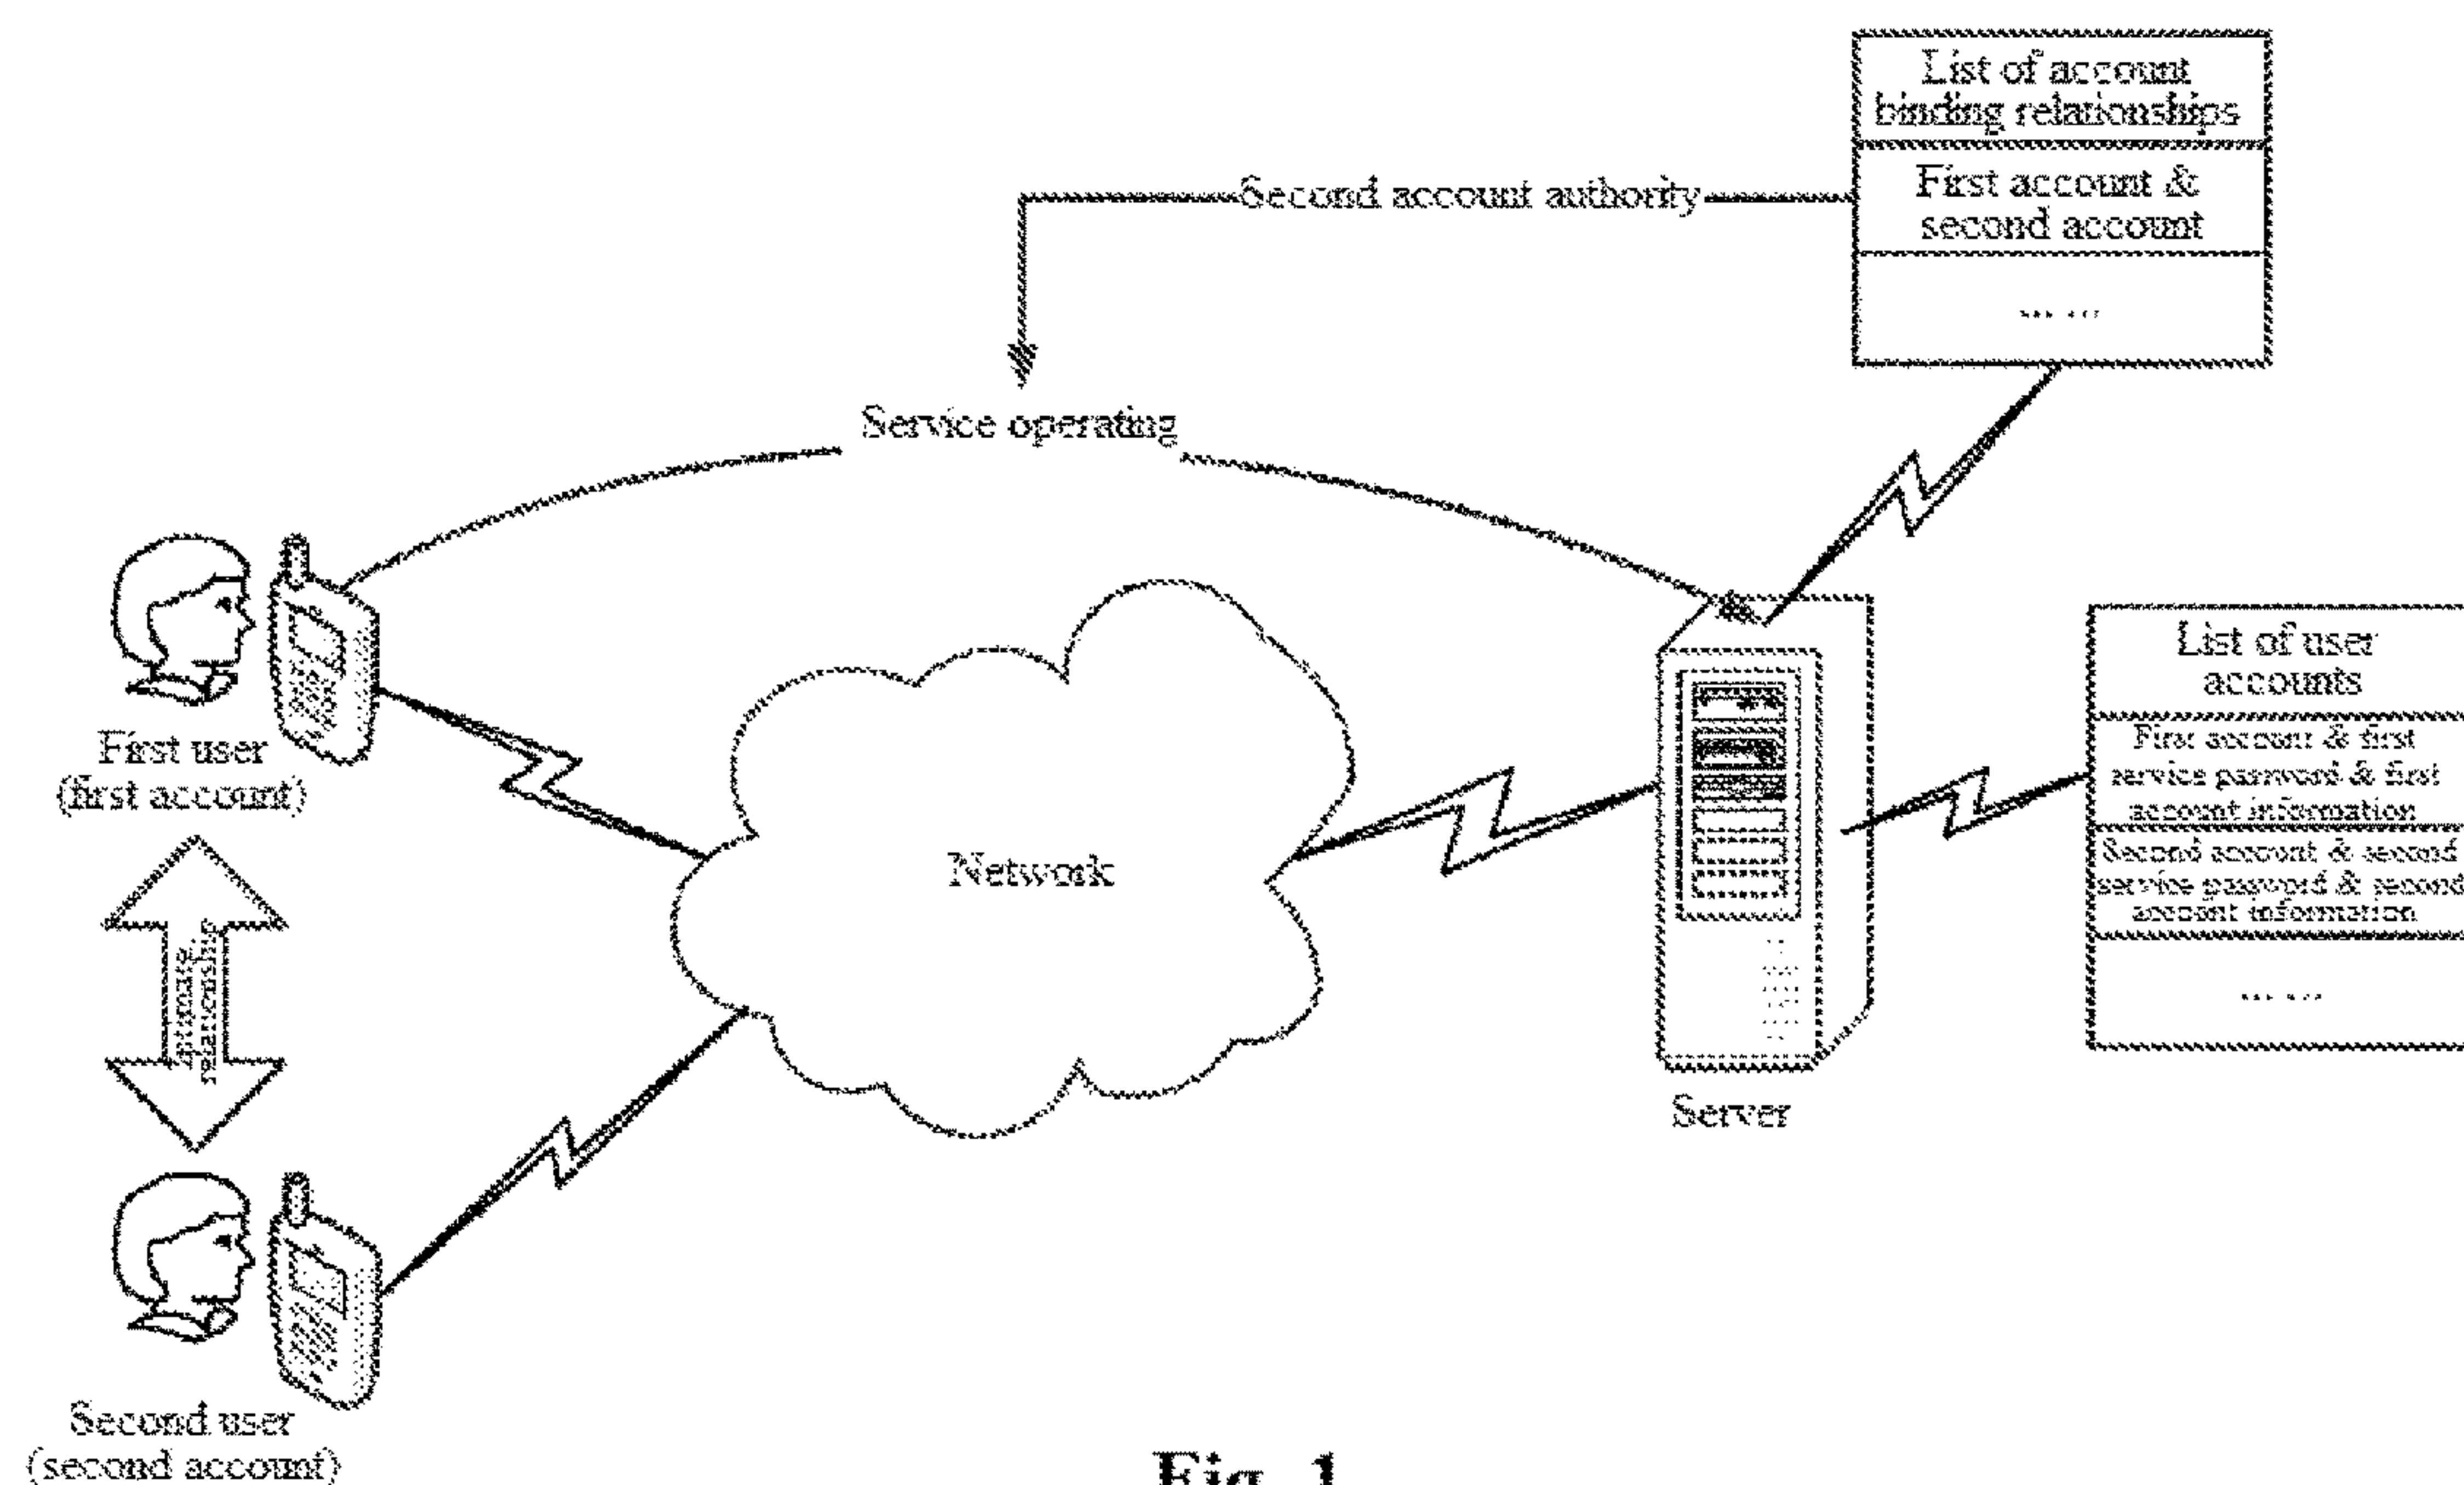 List of account
binding relationships
First account &
second account
... ...
Second account authority
Service operating
First user
(first account)
intimate
relationship
Second user
(second account)
Network
Server
List of user
accounts
First account & first
service password & first
account information
Second account & second
service password & second
account information
... ...
Fig. 1